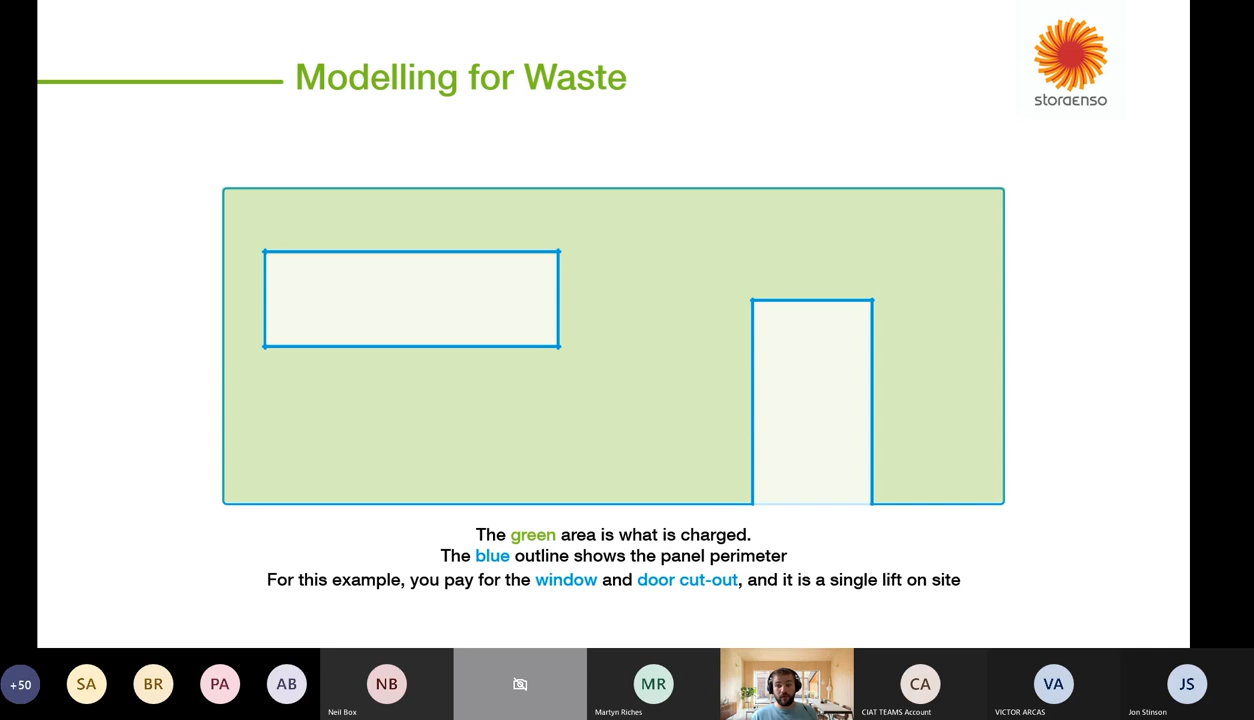 Modelling for Waste
storaenso
The green area is what is charged.
The blue outline shows the panel perimeter
For this example, you pay for the window and door cut-out, and it is a single lift on site
+50
SA
BR
PA
AB
NB
MR
CA
VA
JS
Neil Box
Martyn Riches
CIAT TEAMS Account
VICTOR ARCAS
Jon Stinson